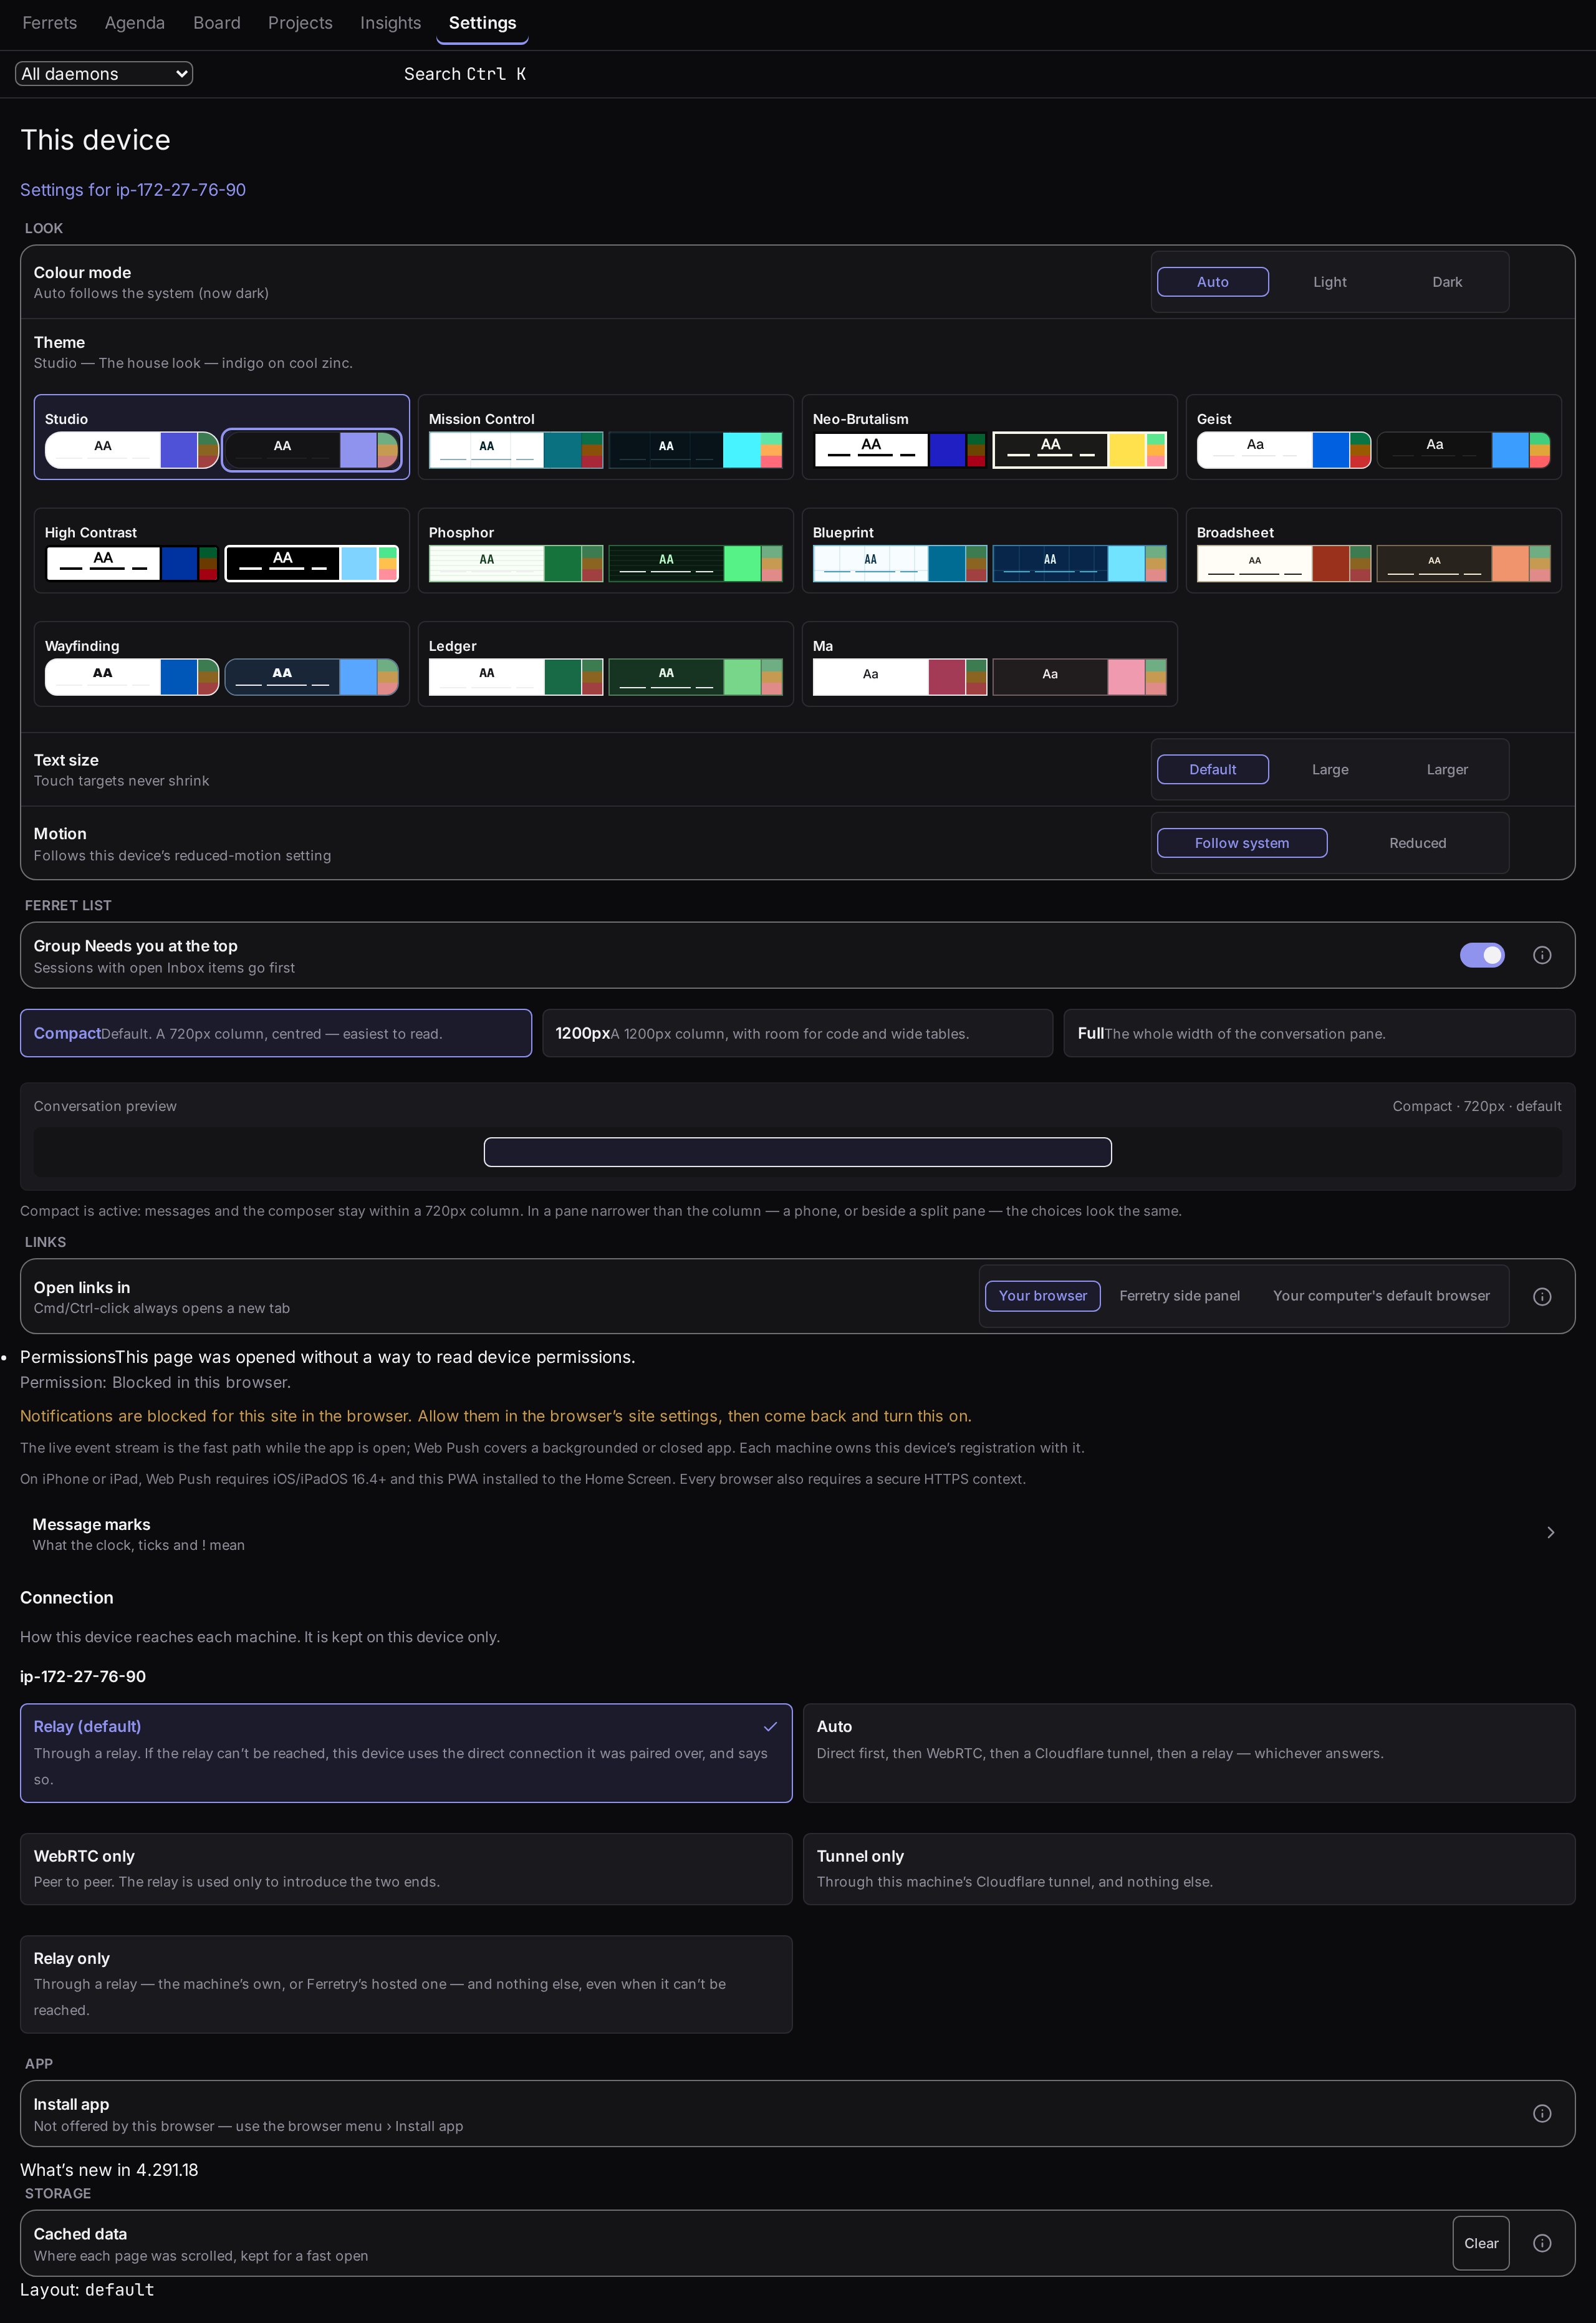 Ferrets Agenda Board Projects Insights Settings
All daemons Search Ctrl K
This device
Settings for ip-172-27-76-90
LOOK
Colour mode
Auto follows the system (now dark)
Auto Light Dark
Theme
Studio — The house look — indigo on cool zinc.
Studio
AA AA
Mission Control
AA AA
Neo-Brutalism
AA AA
Geist
Aa Aa
High Contrast
AA AA
Phosphor
AA AA
Blueprint
AA AA
Broadsheet
AA AA
Wayfinding
AA AA
Ledger
AA AA
Ma
Aa Aa
Text size
Touch targets never shrink
Default Large Larger
Motion
Follows this device’s reduced-motion setting
Follow system Reduced
FERRET LIST
Group Needs you at the top
Sessions with open Inbox items go first
CompactDefault. A 720px column, centred — easiest to read.
1200pxA 1200px column, with room for code and wide tables.
FullThe whole width of the conversation pane.
Conversation preview Compact · 720px · default
Compact is active: messages and the composer stay within a 720px column. In a pane narrower than the column — a phone, or beside a split pane — the choices look the same.
LINKS
Open links in
Cmd/Ctrl-click always opens a new tab
Your browser Ferretry side panel Your computer's default browser
• PermissionsThis page was opened without a way to read device permissions.
Permission: Blocked in this browser.
Notifications are blocked for this site in the browser. Allow them in the browser’s site settings, then come back and turn this on.
The live event stream is the fast path while the app is open; Web Push covers a backgrounded or closed app. Each machine owns this device’s registration with it.
On iPhone or iPad, Web Push requires iOS/iPadOS 16.4+ and this PWA installed to the Home Screen. Every browser also requires a secure HTTPS context.
Message marks
What the clock, ticks and ! mean
Connection
How this device reaches each machine. It is kept on this device only.
ip-172-27-76-90
Relay (default)
Through a relay. If the relay can’t be reached, this device uses the direct connection it was paired over, and says
so.
Auto
Direct first, then WebRTC, then a Cloudflare tunnel, then a relay — whichever answers.
WebRTC only
Peer to peer. The relay is used only to introduce the two ends.
Tunnel only
Through this machine’s Cloudflare tunnel, and nothing else.
Relay only
Through a relay — the machine’s own, or Ferretry’s hosted one — and nothing else, even when it can’t be
reached.
APP
Install app
Not offered by this browser — use the browser menu › Install app
What’s new in 4.291.18
STORAGE
Cached data
Where each page was scrolled, kept for a fast open
Clear
Layout: default